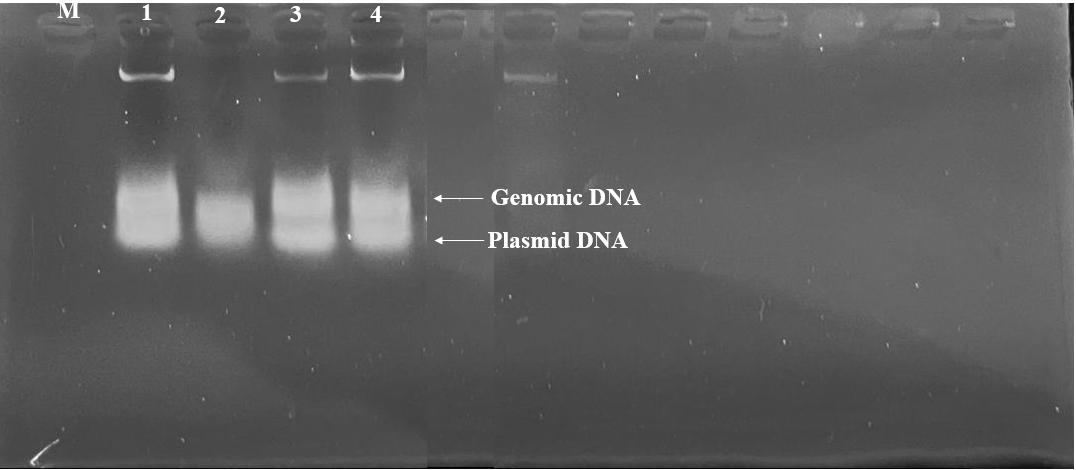 M 1 2 3 4
Genomic DNA
Plasmid DNA